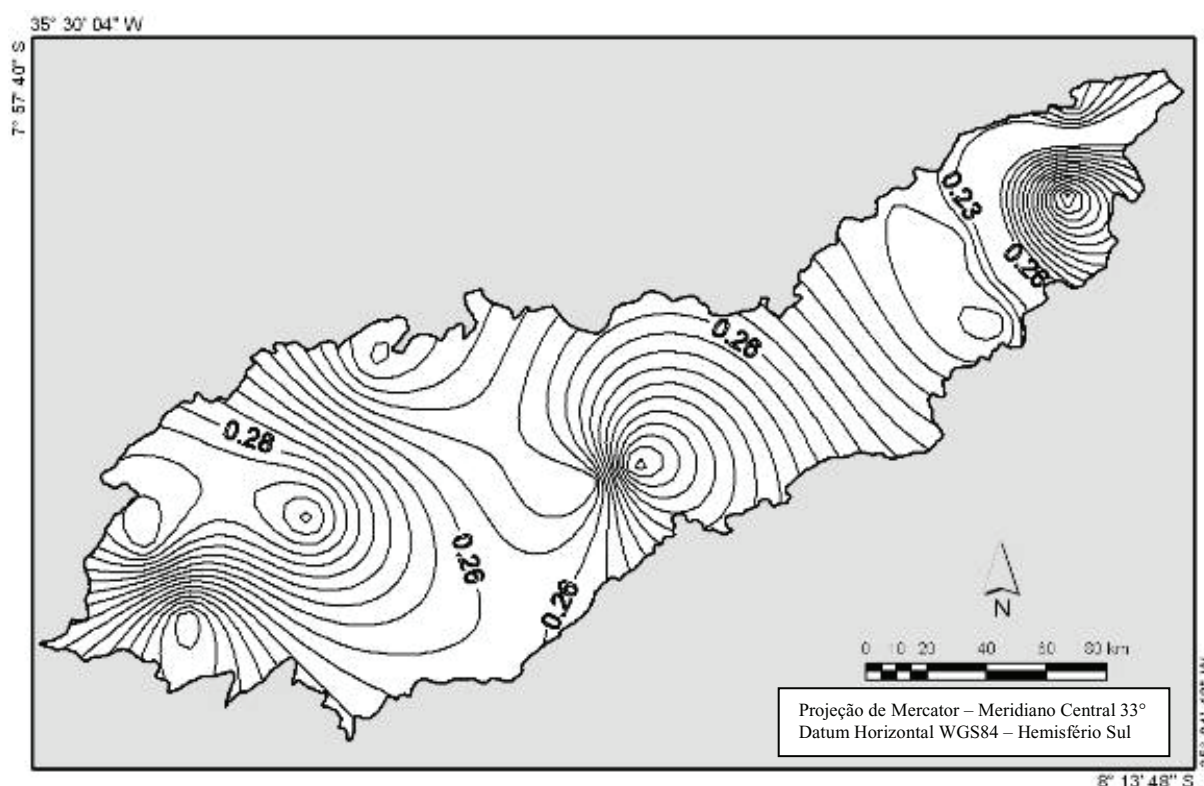 35° 30' 04" W
7° 57' 40" S
0.23
0.26
0.26
0.28
0.26
0.26
N
0 10 20 40 60 80 km
Projeção de Mercator – Meridiano Central 33°
Datum Horizontal WGS84 – Hemisfério Sul
8° 13' 48" S